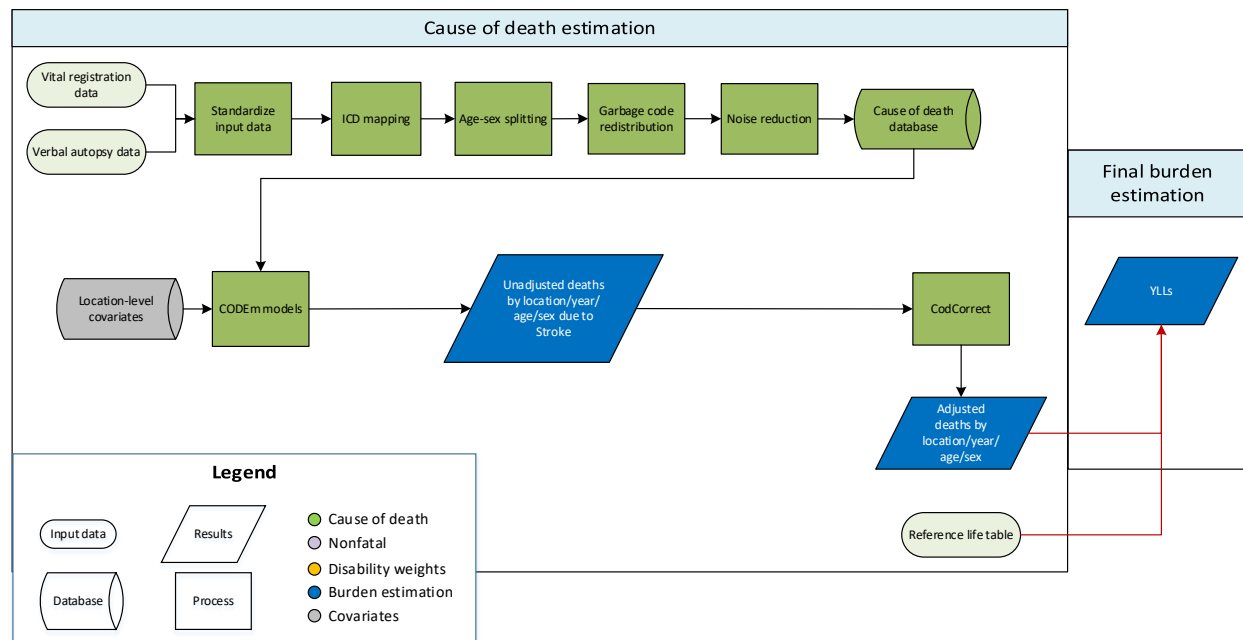 Cause of death estimation
Vital registration
data
Verbal autopsy data
Standardize
input data
ICD mapping
Age-sex splitting
Garbage code
redistribution
Noise reduction
Cause of death
database
Final burden
estimation
Location-level
covariates
CODEm models
Unadjusted deaths
by location/year/
age/sex due to
Stroke
CodCorrect
YLLs
Adjusted
deaths by
location/year/
age/sex
Reference life table
Legend
Input data
Results
Database
Process
Cause of death
Nonfatal
Disability weights
Burden estimation
Covariates